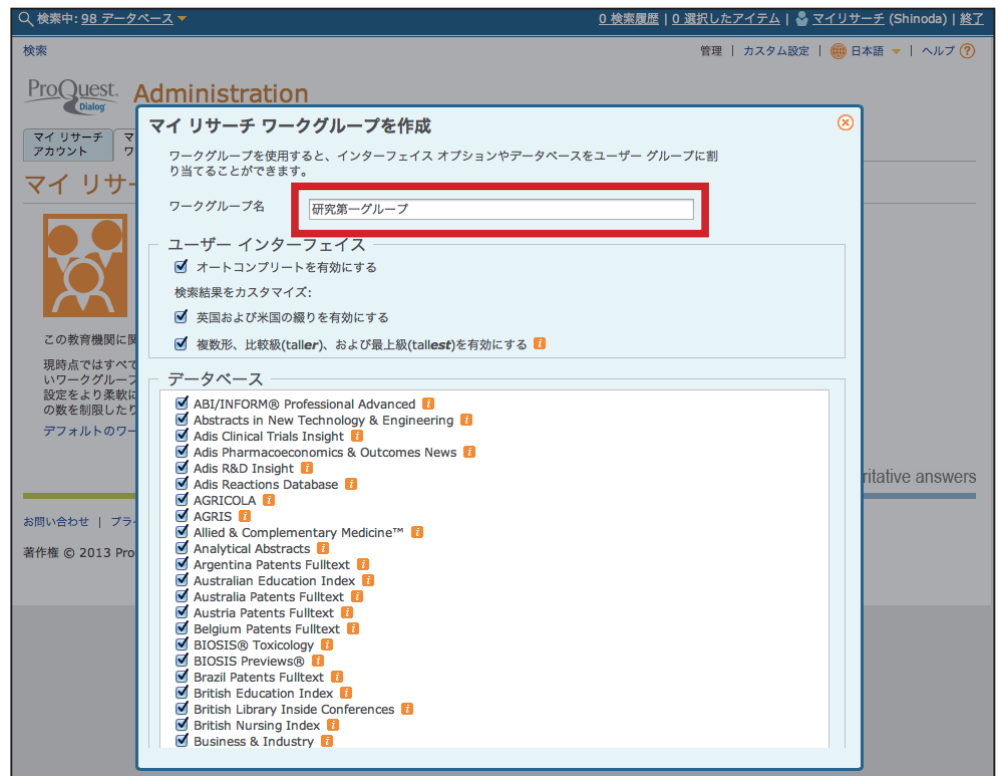 検索中: 98 データベース
0 検索履歴 | 0 選択したアイテム | マイリサーチ (Shinoda) | 終了
検索
管理 | カスタム設定 | 日本語 | ヘルプ ?
ProQuest
Dialog
Administration
マイ リサーチ
アカウント
マ
ワ
マイ リサー
マイ リサーチ ワークグループを作成
ワークグループを使用すると、インターフェイス オプションやデータベースをユーザー グループに割
り当てることができます。
ワークグループ名
研究第一グループ
ユーザー インターフェイス
オートコンプリートを有効にする
検索結果をカスタマイズ:
英国および米国の綴りを有効にする
複数形、比較級(taller)、および最上級(tallest)を有効にする i
この教育機関に関
現時点ではすべて
いワークグループ
設定をより柔軟に
の数を制限したり
デフォルトのワー
データベース
ABI/INFORM® Professional Advanced i
Abstracts in New Technology & Engineering i
Adis Clinical Trials Insight i
Adis Pharmacoeconomics & Outcomes News i
Adis R&D Insight i
Adis Reactions Database i
AGRICOLA i
AGRIS i
Allied & Complementary Medicine™ i
Analytical Abstracts i
Argentina Patents Fulltext i
Australian Education Index i
Australia Patents Fulltext i
Austria Patents Fulltext i
Belgium Patents Fulltext i
BIOSIS® Toxicology i
BIOSIS Previews® i
Brazil Patents Fulltext i
British Education Index i
British Library Inside Conferences i
British Nursing Index i
Business & Industry i
ritative answers
お問い合わせ | プラ
著作権 © 2013 Pro